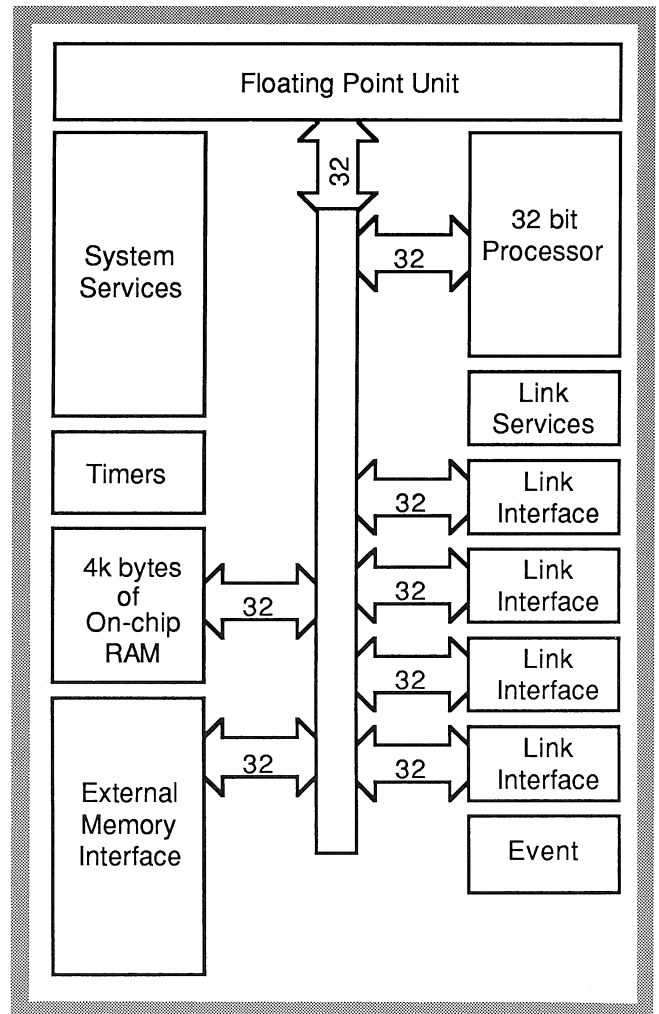 Floating Point Unit
32
System
Services
32 bit
Processor
32
Link
Services
Timers
32
Link
Interface
4k bytes
of
On-chip
RAM
32
32
Link
Interface
32
Link
Interface
External
Memory
Interface
32
32
Link
Interface
Event